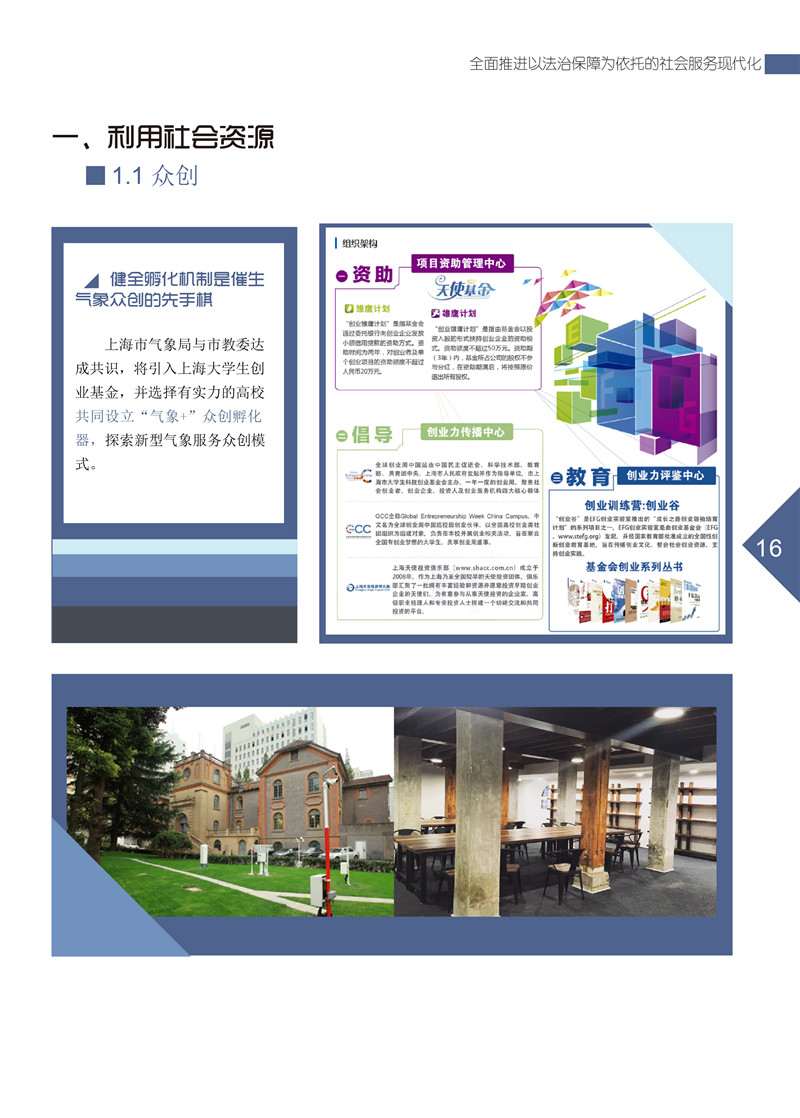 全面推进以法治保障为依托的社会服务现代化
一、利用社会资源
1.1 众创
健全孵化机制是催生
气象众创的先手棋
上海市气象局与市教委达
成共识，将引入上海大学生创
业基金，并选择有实力的高校
共同设立“气象+”众创孵化
器，探索新型气象服务众创模
式。
组织架构
一 资助
项目资助管理中心
天使基金
雏鹰计划
“创业雏鹰计划”是指基金会
通过委托银行向创业企业发放
小额信用贷款的资助方式。资
助时间为两年，对创业者及单
个创业项目的资助额度不超过
人民币20万元。
雄鹰计划
“创业雄鹰计划”是指由基金会以投
资入股的形式扶持创业企业的资助模
式。资助额度不超过50万元。资助期
（3年）内，基金所占公司的股权不参
与分红，在资助期满后，将按照原价
退出所有股权。
二 倡导
创业力传播中心
全球创业周中国站由中国民主促进会、科学技术部、教育
部、共青团中央、上海市人民政府发起并作为指导单位，由上
海市大学生科技创业基金会主办，一年一度的创业周，聚焦社
会创业者、创业企业、投资人及创业服务机构四大核心群体
GCC
GCC全称Global Entrepreneurship Week China Campus，中
文名为全球创业周中国站校园创业伙伴，以全国高校创业类社
团组织为组建对象，负责在本校开展创业相关活动，旨在联合
全国有创业梦想的大学生，共享创业周盛事。
上海天使投资俱乐部（www.shacc.com.cn）成立于
2008年，作为上海乃至全国较早的天使投资团体，俱乐
部汇聚了一批拥有丰富经验和资源并愿意投资早期创业
企业的天使们，为有意参与从事天使投资的企业家、高
级职业经理人和专业投资人士搭建一个切磋交流和共同
投资的平台。
三 教育
创业力评鉴中心
创业训练营:创业谷
“创业谷”是EFG创业实验室推出的“成长之路创业领袖培育
计划”的系列项目之一。EFG创业实验室是由创业基金会（EFG
，www.stefg.org）发起，并经国家教育部批准成立的全国性创
新创业教育基地，旨在传播创业文化、整合社会创业资源、支
持创业实践。
基金会创业系列丛书
16